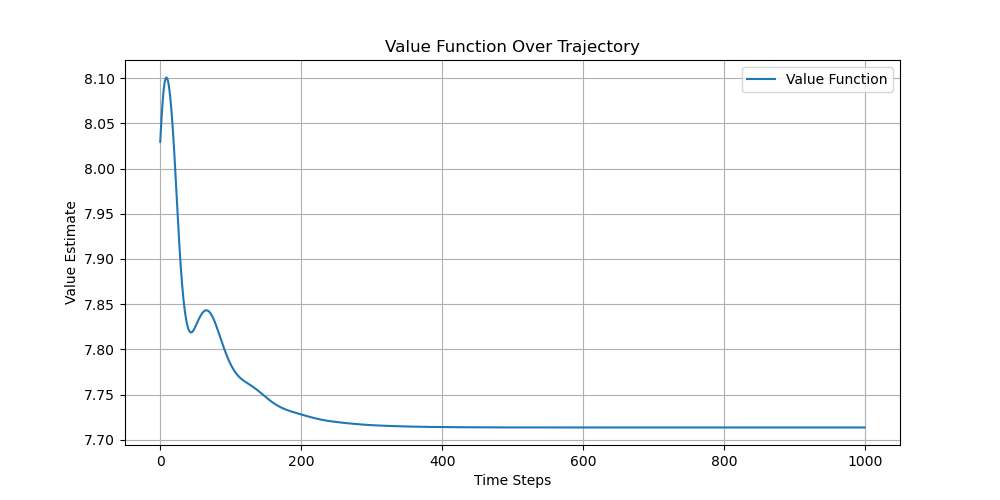 Value Function Over Trajectory
Value Function
8.10
8.05
8.00
7.95
7.90
7.85
7.80
7.75
7.70
Value Estimate
0 200 400 600 800 1000
Time Steps